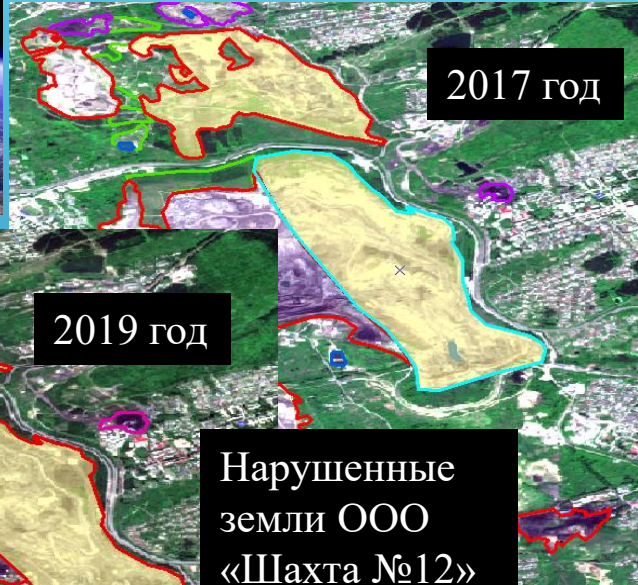 2017 год
2019 год
Нарушенные
земли ООО
«Шахта №12»